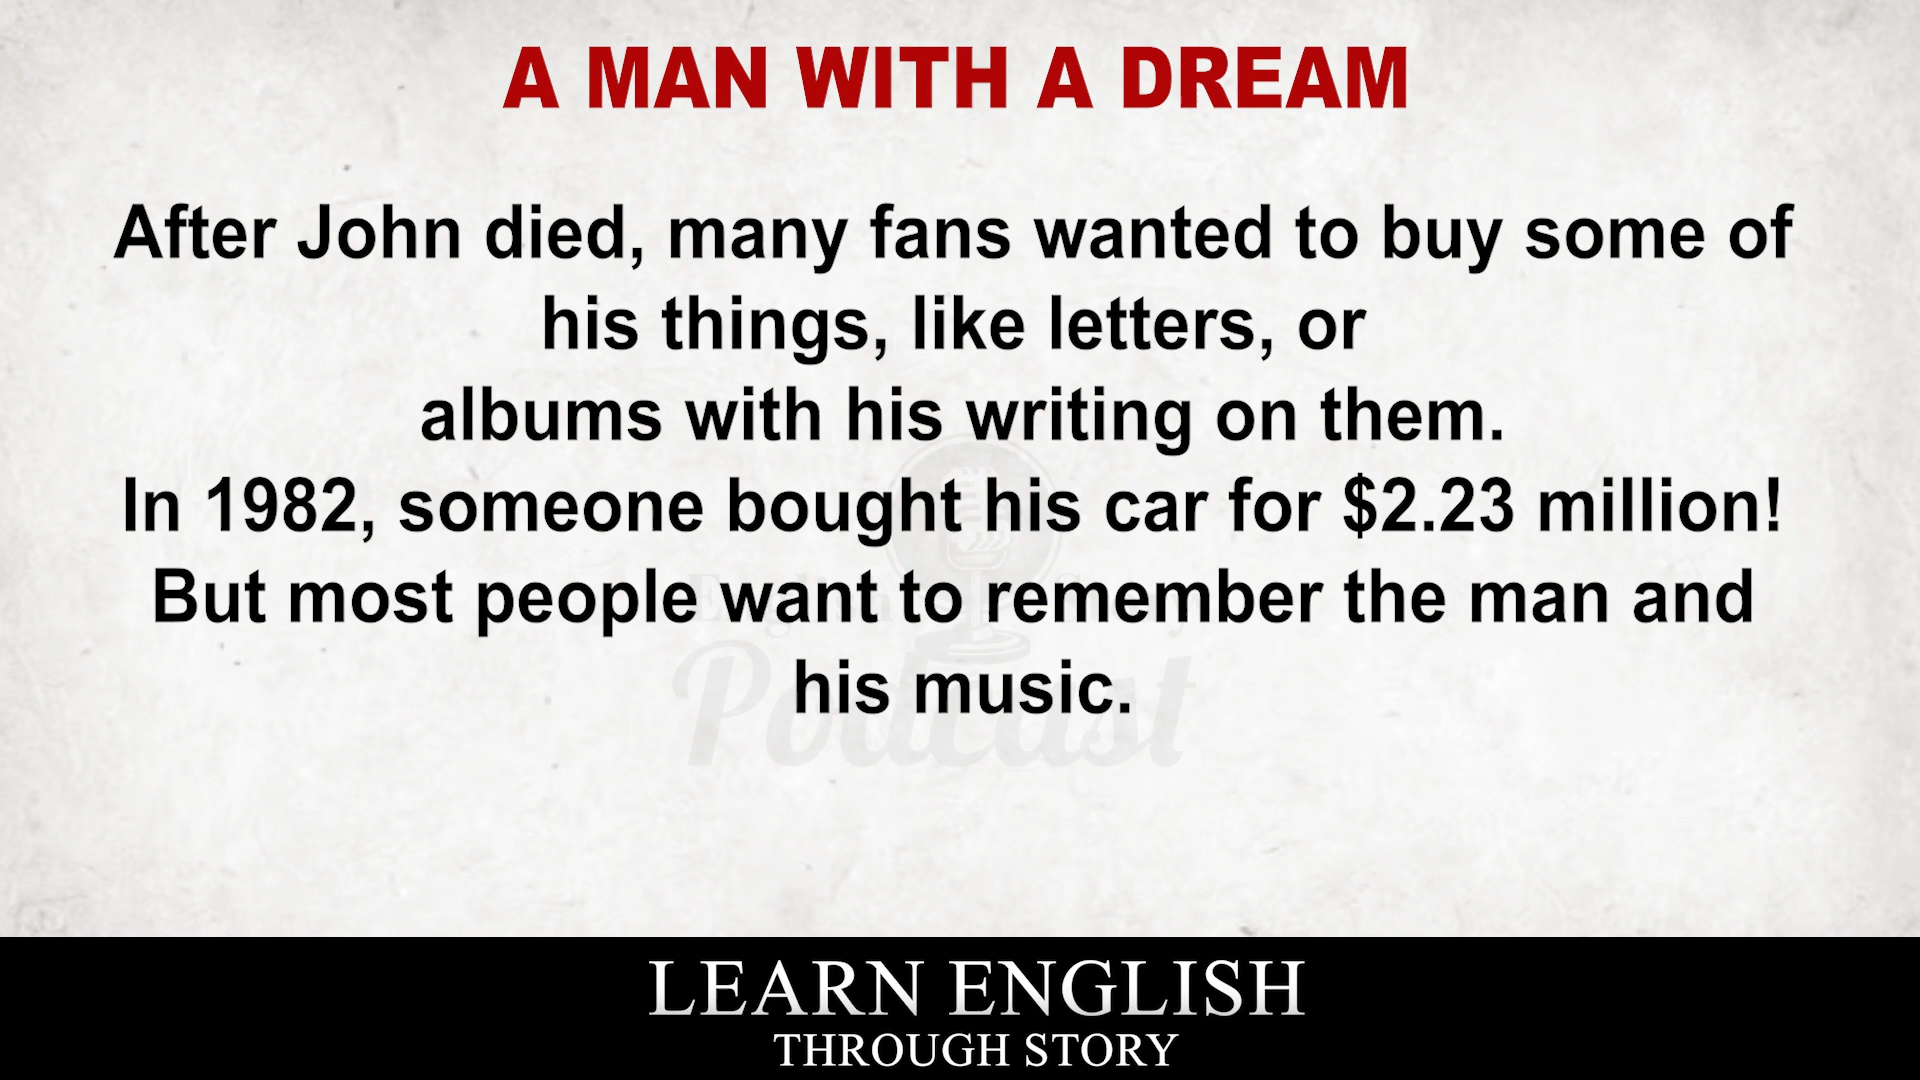 A MAN WITH A DREAM
After John died, many fans wanted to buy some of
his things, like letters, or
albums with his writing on them.
In 1982, someone bought his car for $2.23 million!
But most people want to remember the man and
his music.
Podcast
LEARN ENGLISH
THROUGH STORY